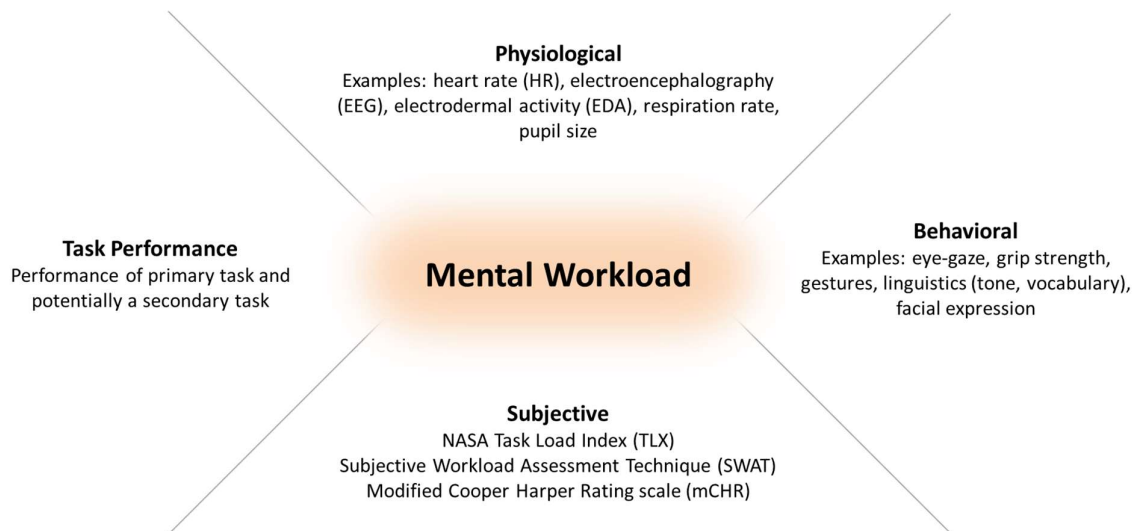 Physiological
Examples: heart rate (HR), electroencephalography
(EEG), electrodermal activity (EDA), respiration rate,
pupil size
Task Performance
Performance of primary task and
potentially a secondary task
Mental Workload
Behavioral
Examples: eye-gaze, grip strength,
gestures, linguistics (tone, vocabulary),
facial expression
Subjective
NASA Task Load Index (TLX)
Subjective Workload Assessment Technique (SWAT)
Modified Cooper Harper Rating scale (mCHR)